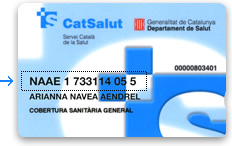 CatSalut
Servei Català
de la Salut
Generalitat de Catalunya
Departament de Salut
00000803401
NAAE 1 733114 05 5
ARIANNA NAVEA AENDREL
COBERTURA SANITÀRIA GENERAL